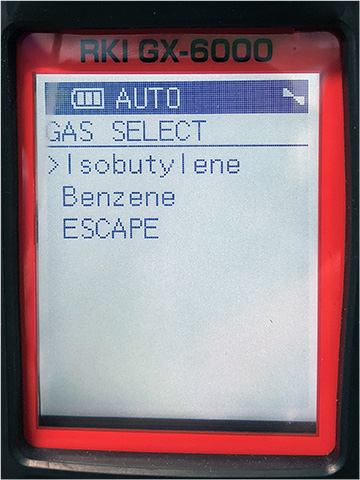 RKI GX-6000
AUTO
GAS SELECT
>Isobutylene
Benzene
ESCAPE